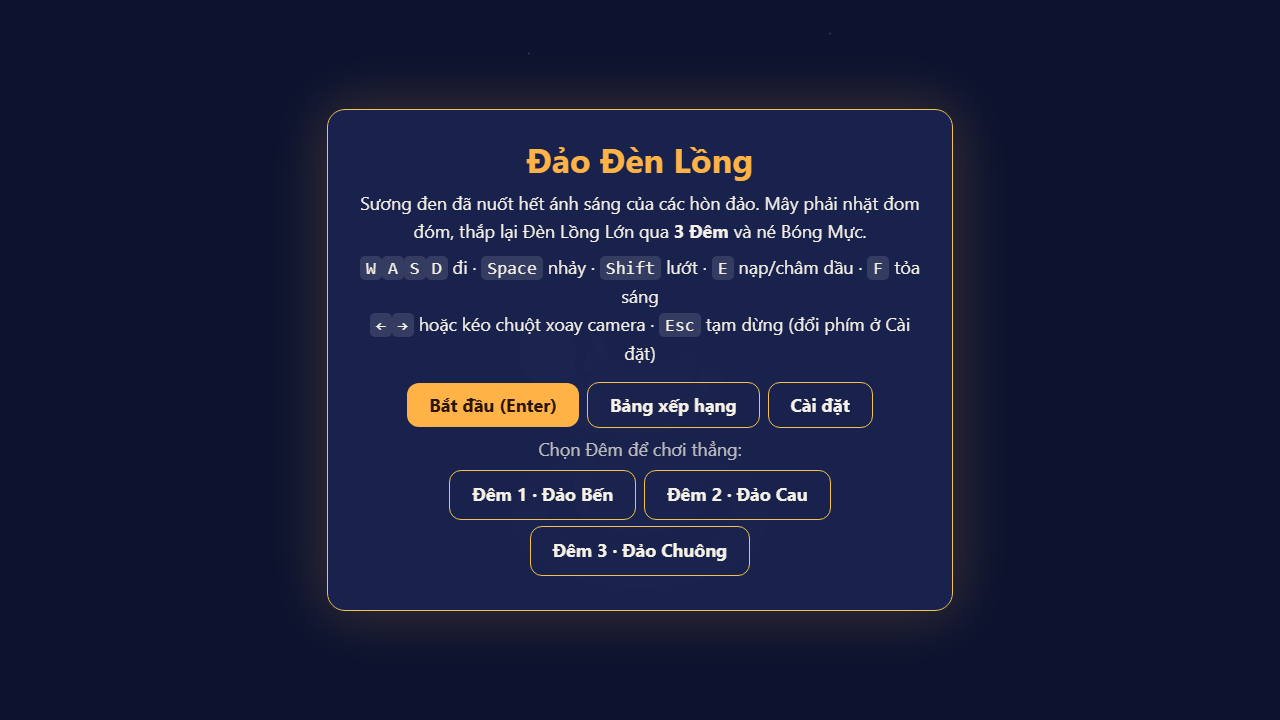 Đảo Đèn Lồng
Sương đen đã nuốt hết ánh sáng của các hòn đảo. Mây phải nhặt đom
đóm, thắp lại Đèn Lồng Lớn qua 3 Đêm và né Bóng Mực.
W A S D đi · Space nhảy · Shift lướt · E nạp/châm dầu · F tỏa
sáng
← → hoặc kéo chuột xoay camera · Esc tạm dừng (đổi phím ở Cài
đặt)
Bắt đầu (Enter) Bảng xếp hạng Cài đặt
Chọn Đêm để chơi thẳng:
Đêm 1 · Đảo Bến Đêm 2 · Đảo Cau
Đêm 3 · Đảo Chuông